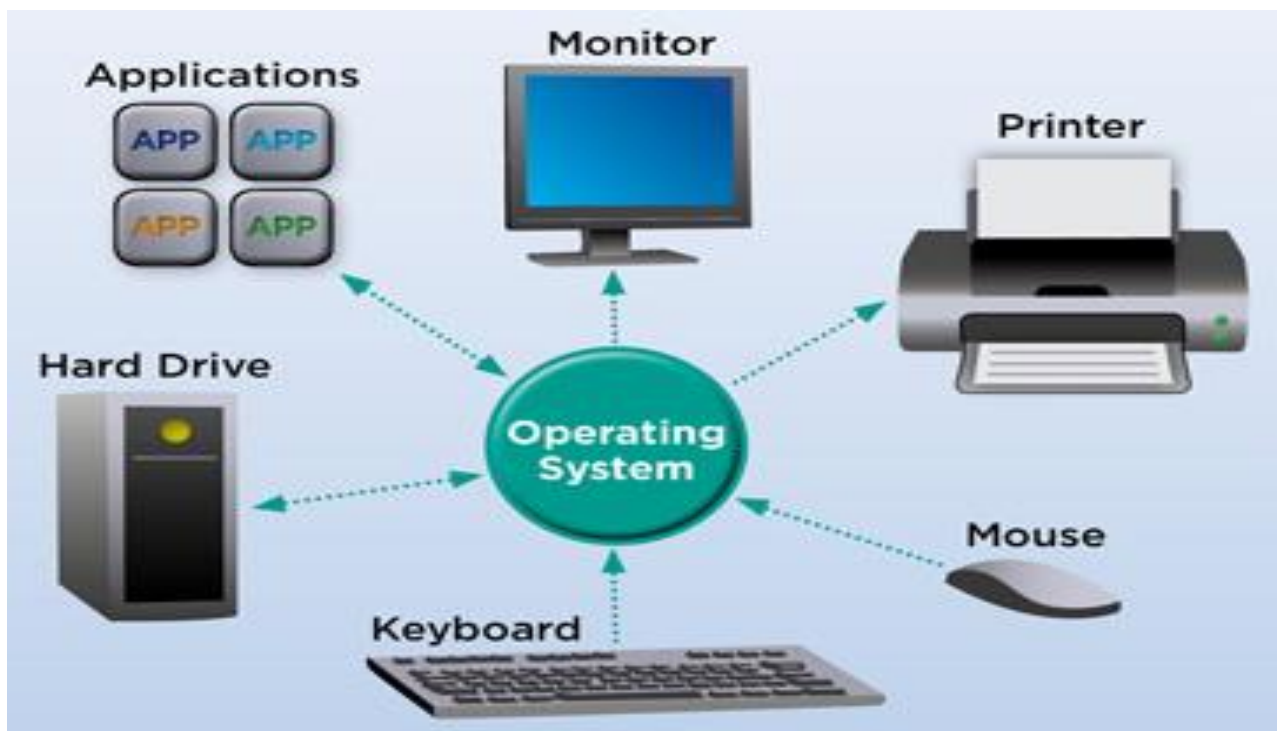 Monitor
Applications
APP APP
APP APP
Printer
Hard Drive
Operating
System
Mouse
Keyboard